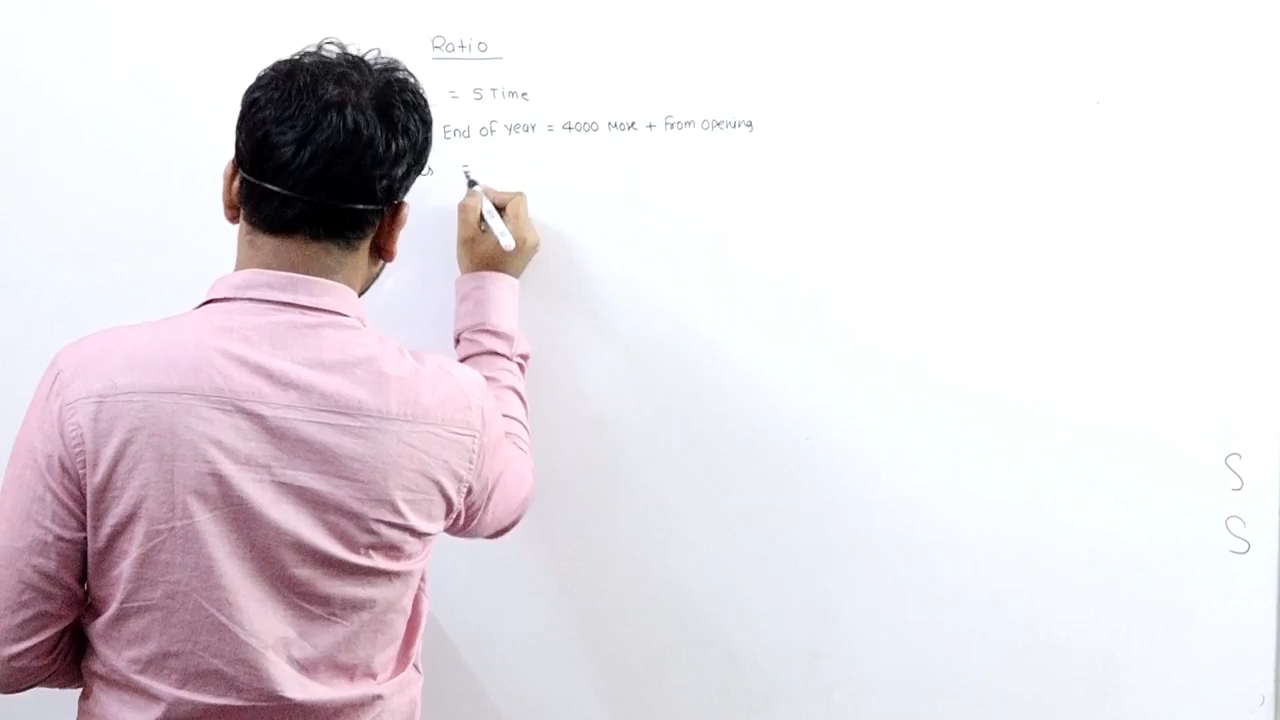 Ratio
= 5 Time
End of year = 4000 More + from opening
=
S
S